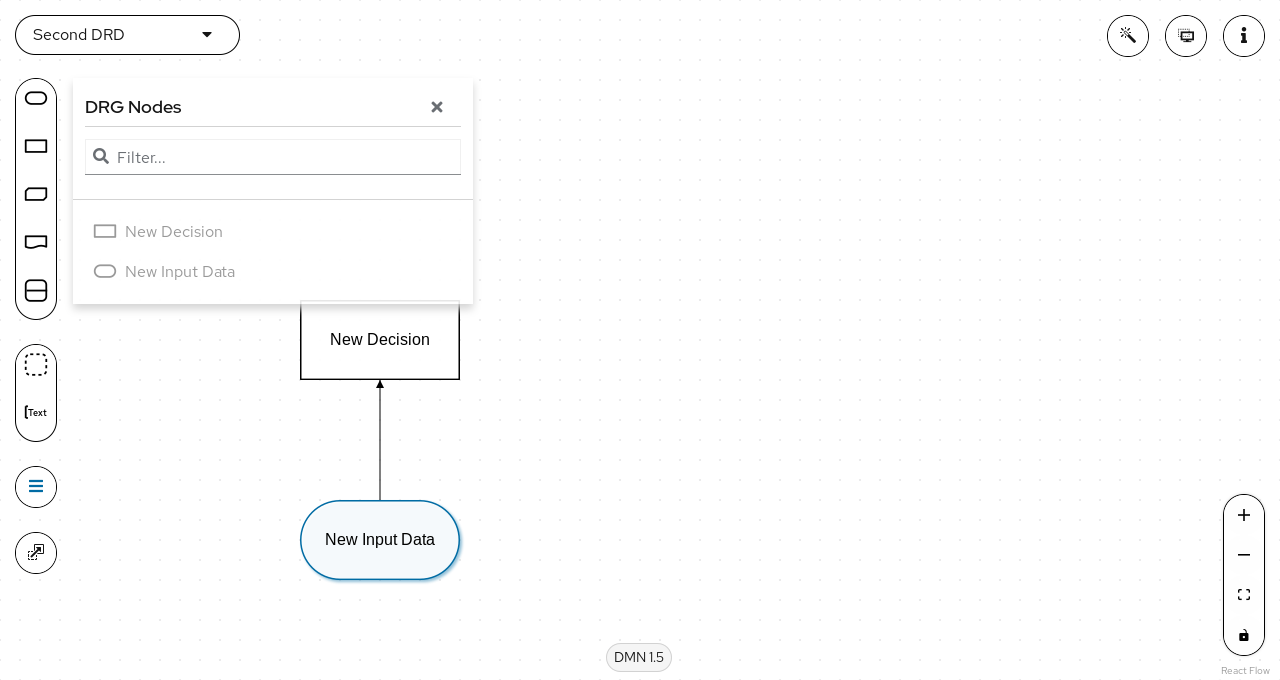 Second DRD
DRG Nodes
Filter...
New Decision
New Input Data
New Decision
Text
New Input Data
DMN 1.5
React Flow